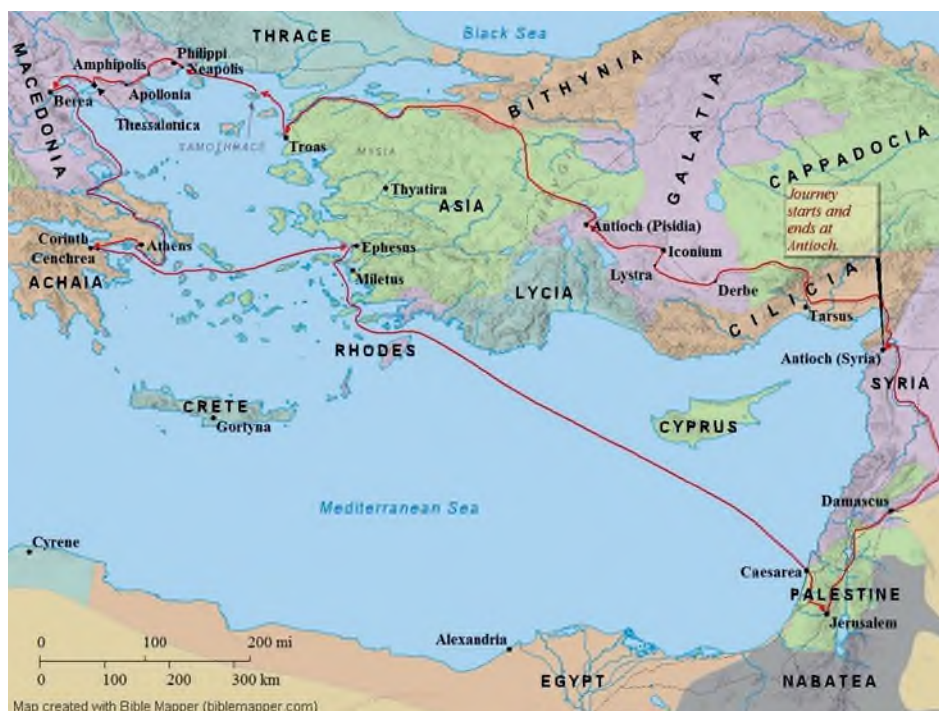 THRACE
Black Sea
MACEDONIA
Philippi
Neapolis
Amphipolis
Apollonia
Berea
Thessalonica
SAMOTHRACE
Troas
MYSIA
BITHYNIA
GALATIA
CAPPADOCIA
Journey
starts and
ends at
Antioch.
Thyatira
ASIA
Antioch (Pisidia)
Iconium
Lystra
Derbe
Corinth
Cenchrea
Athens
ACHAIA
Ephesus
Miletus
LYCIA
CILICIA
Tarsus
RHODES
Antioch (Syria)
SYRIA
CRETE
Gortyna
CYPRUS
Mediterranean Sea
Damascus
Cyrene
Caesarea
PALESTINE
Jerusalem
0 100 200 mi
0 100 200 300 km
Alexandria
EGYPT
NABATEA
Map created with Bible Mapper (biblemapper.com)